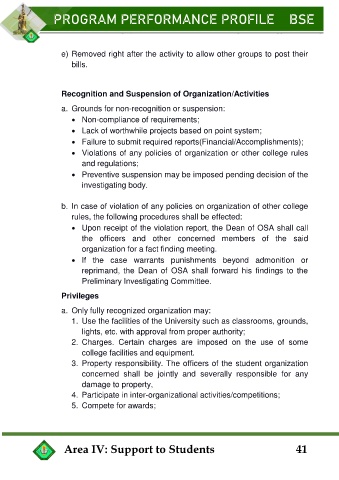 PROGRAM PERFORMANCE PROFILE BSE
e) Removed right after the activity to allow other groups to post their
bills.
Recognition and Suspension of Organization/Activities
a. Grounds for non-recognition or suspension:
• Non-compliance of requirements;
• Lack of worthwhile projects based on point system;
• Failure to submit required reports(Financial/Accomplishments);
• Violations of any policies of organization or other college rules
and regulations;
• Preventive suspension may be imposed pending decision of the
investigating body.
b. In case of violation of any policies on organization of other college
rules, the following procedures shall be effected:
• Upon receipt of the violation report, the Dean of OSA shall call
the officers and other concerned members of the said
organization for a fact finding meeting.
• If the case warrants punishments beyond admonition or
reprimand, the Dean of OSA shall forward his findings to the
Preliminary Investigating Committee.
Privileges
a. Only fully recognized organization may:
1. Use the facilities of the University such as classrooms, grounds,
lights, etc. with approval from proper authority;
2. Charges. Certain charges are imposed on the use of some
college facilities and equipment.
3. Property responsibility. The officers of the student organization
concerned shall be jointly and severally responsible for any
damage to property.
4. Participate in inter-organizational activities/competitions;
5. Compete for awards;
Area IV: Support to Students 41